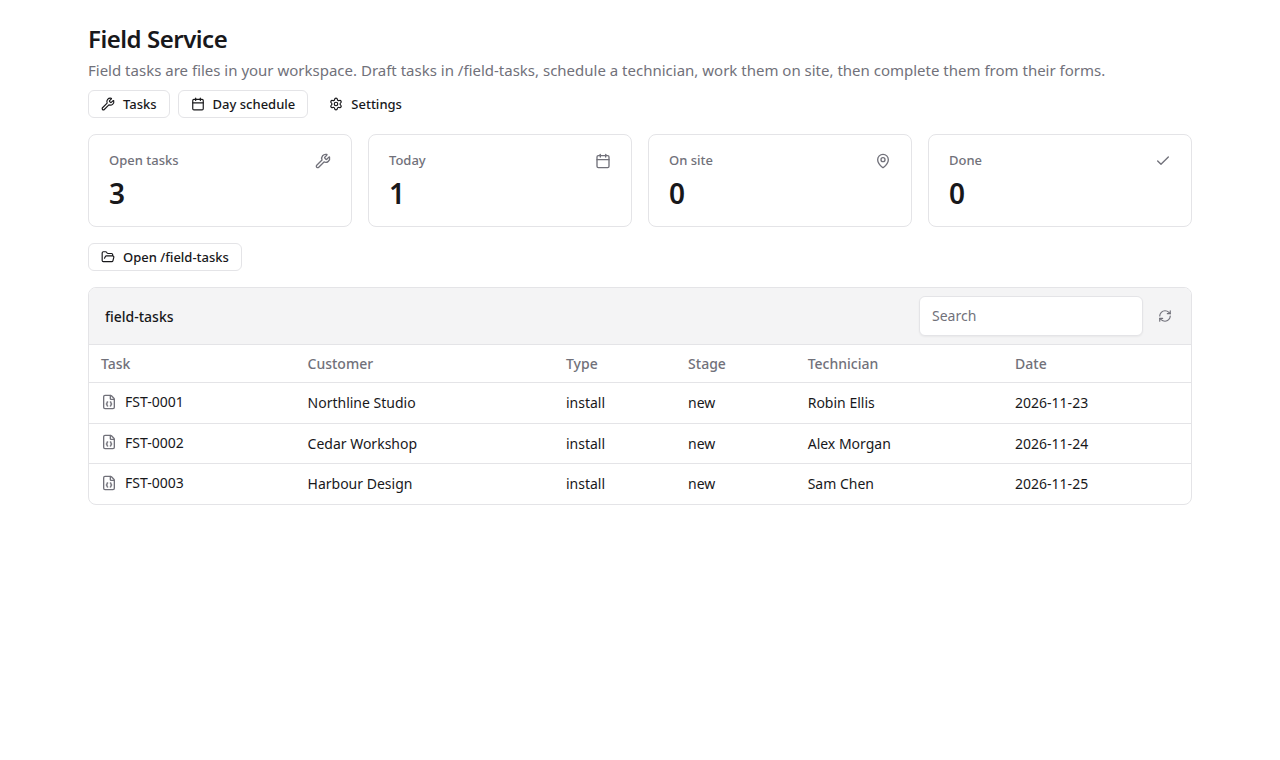 Field Service
Field tasks are files in your workspace. Draft tasks in /field-tasks, schedule a technician, work them on site, then complete them from their forms.
Tasks Day schedule Settings
Open tasks Today On site Done
3 1 0 0
Open /field-tasks
field-tasks Search
Task Customer Type Stage Technician Date
FST-0001 Northline Studio install new Robin Ellis 2026-11-23
FST-0002 Cedar Workshop install new Alex Morgan 2026-11-24
FST-0003 Harbour Design install new Sam Chen 2026-11-25